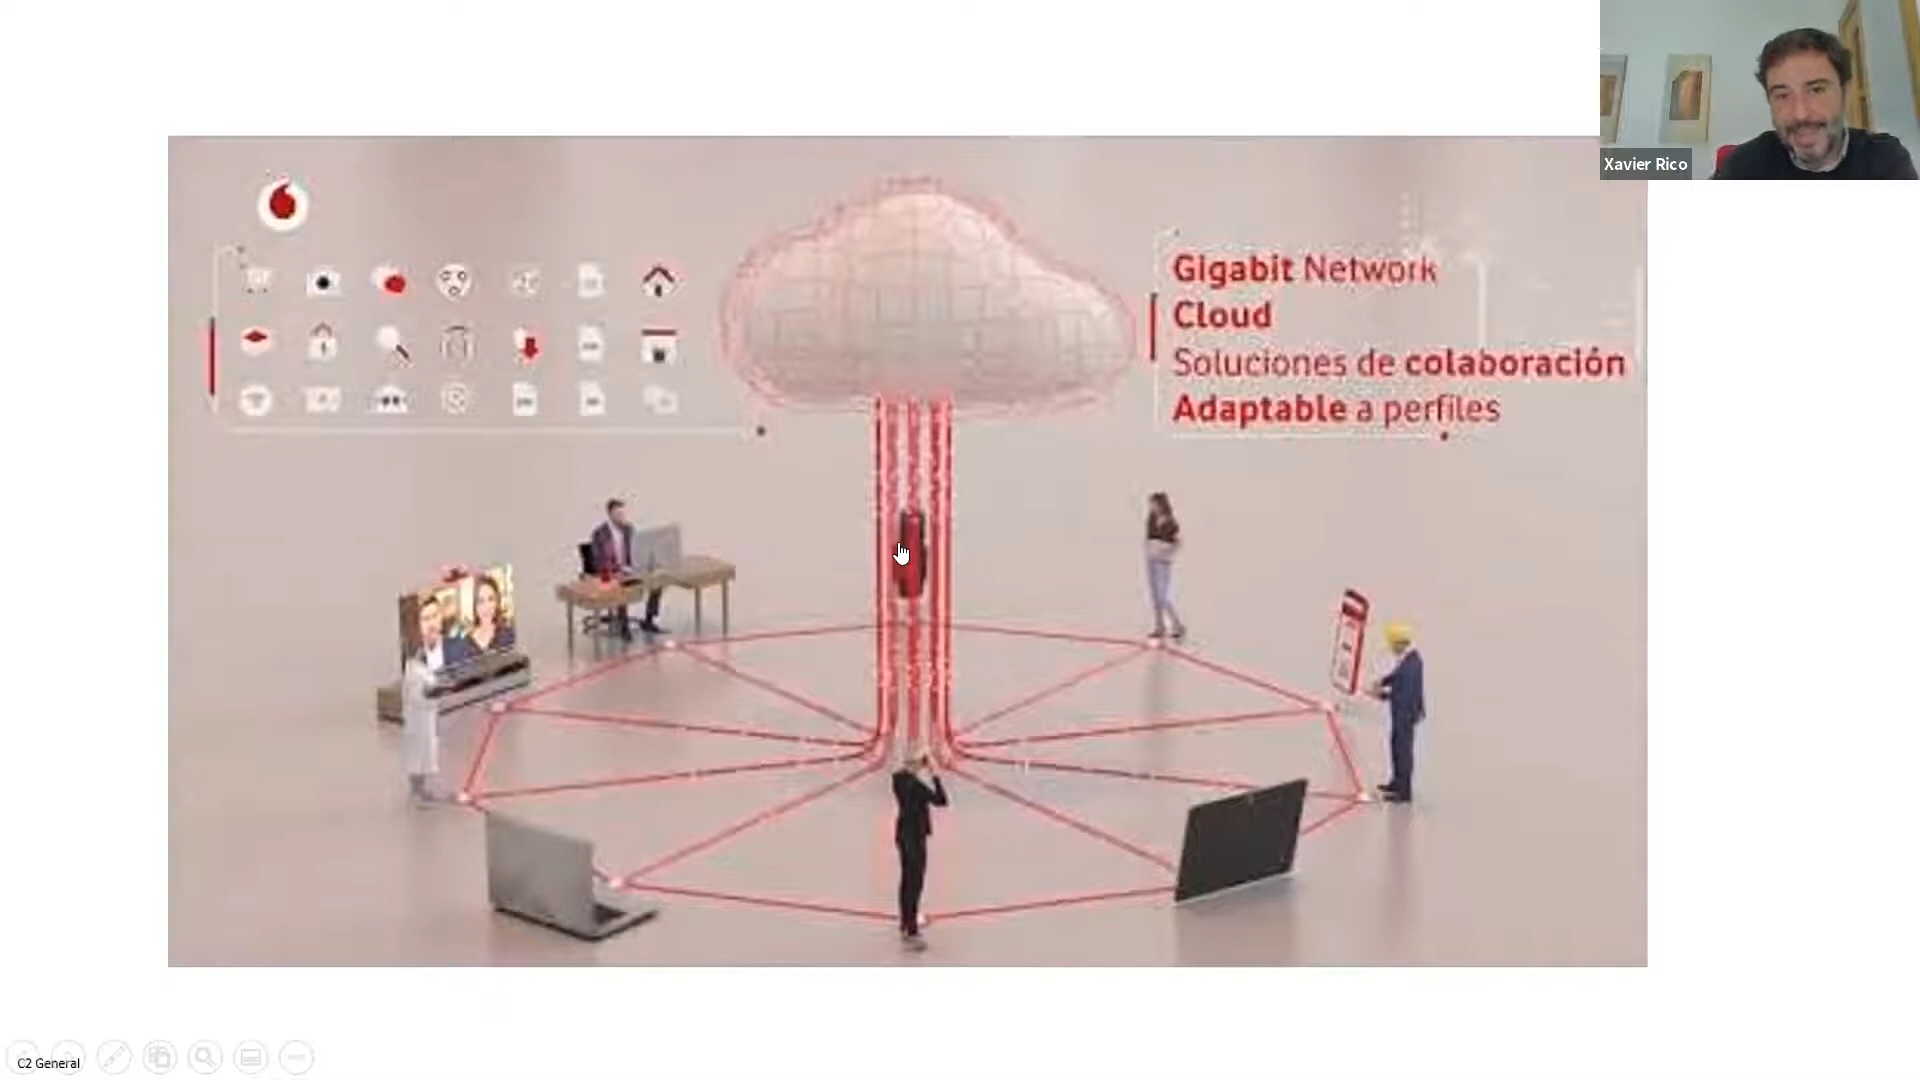 Xavier Rico
Gigabit Network
Cloud
Soluciones de colaboración
Adaptable a perfiles
C2 General